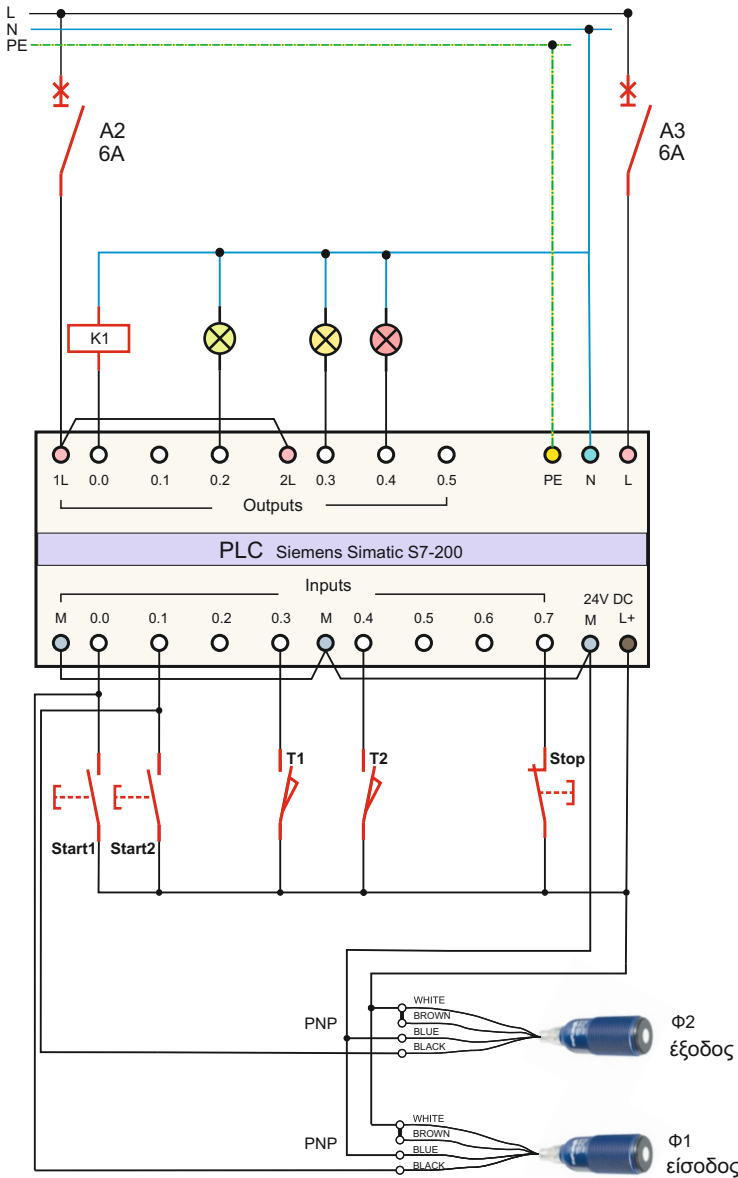 L
N
PE
A2
6A
A3
6A
K1
1L 0.0 0.1 0.2 2L 0.3 0.4 0.5 PE N L
Outputs
PLC Siemens Simatic S7-200
Inputs
24V DC
M 0.0 0.1 0.2 0.3 M 0.4 0.5 0.6 0.7 M L+
T1 T2 Stop
Start1 Start2
WHITE
BROWN
PNP
BLUE
BLACK
Φ2
έξοδος
WHITE
BROWN
PNP
BLUE
BLACK
Φ1
είσοδος